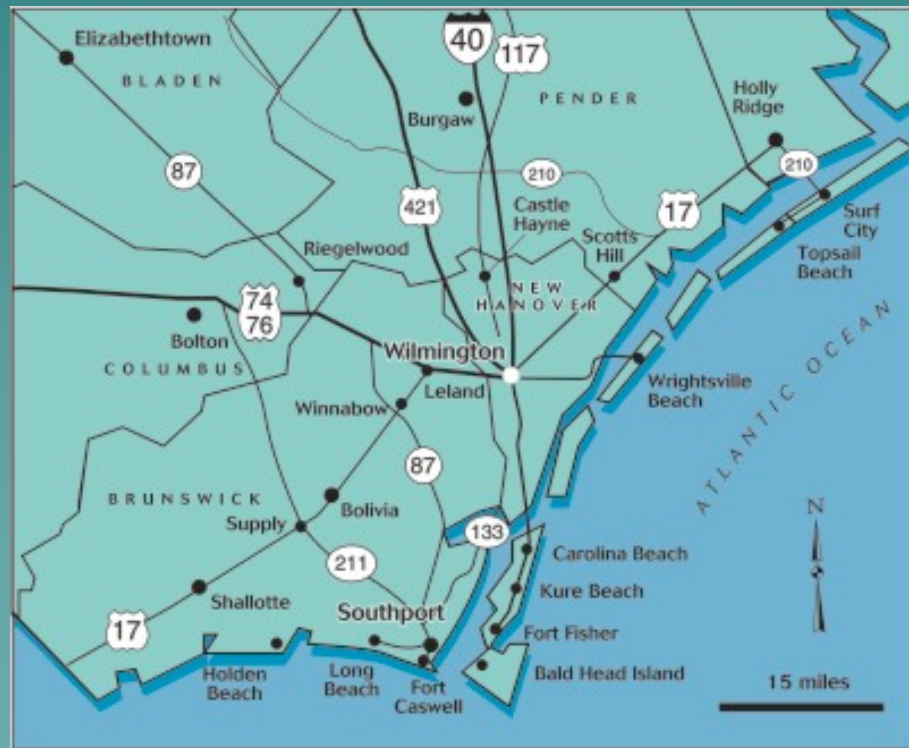 Elizabethtown
BLADEN
40
117
Burgaw
PENDER
Holly
Ridge
87
210
210
421
Castle
Hayne
17
Surf
City
Riegelwood
Scotts
Hill
Topsail
Beach
NEW
HANOVER
74
76
Bolton
COLUMBUS
Wilmington
Leland
Wrightsville
Beach
ATLANTIC OCEAN
Winnabow
87
BRUNSWICK
Bolivia
Supply
133
N
211
Carolina Beach
Shallotte
Kure Beach
Southport
17
Fort Fisher
Holden
Beach
Long
Beach
Fort
Caswell
Bald Head Island
15 miles